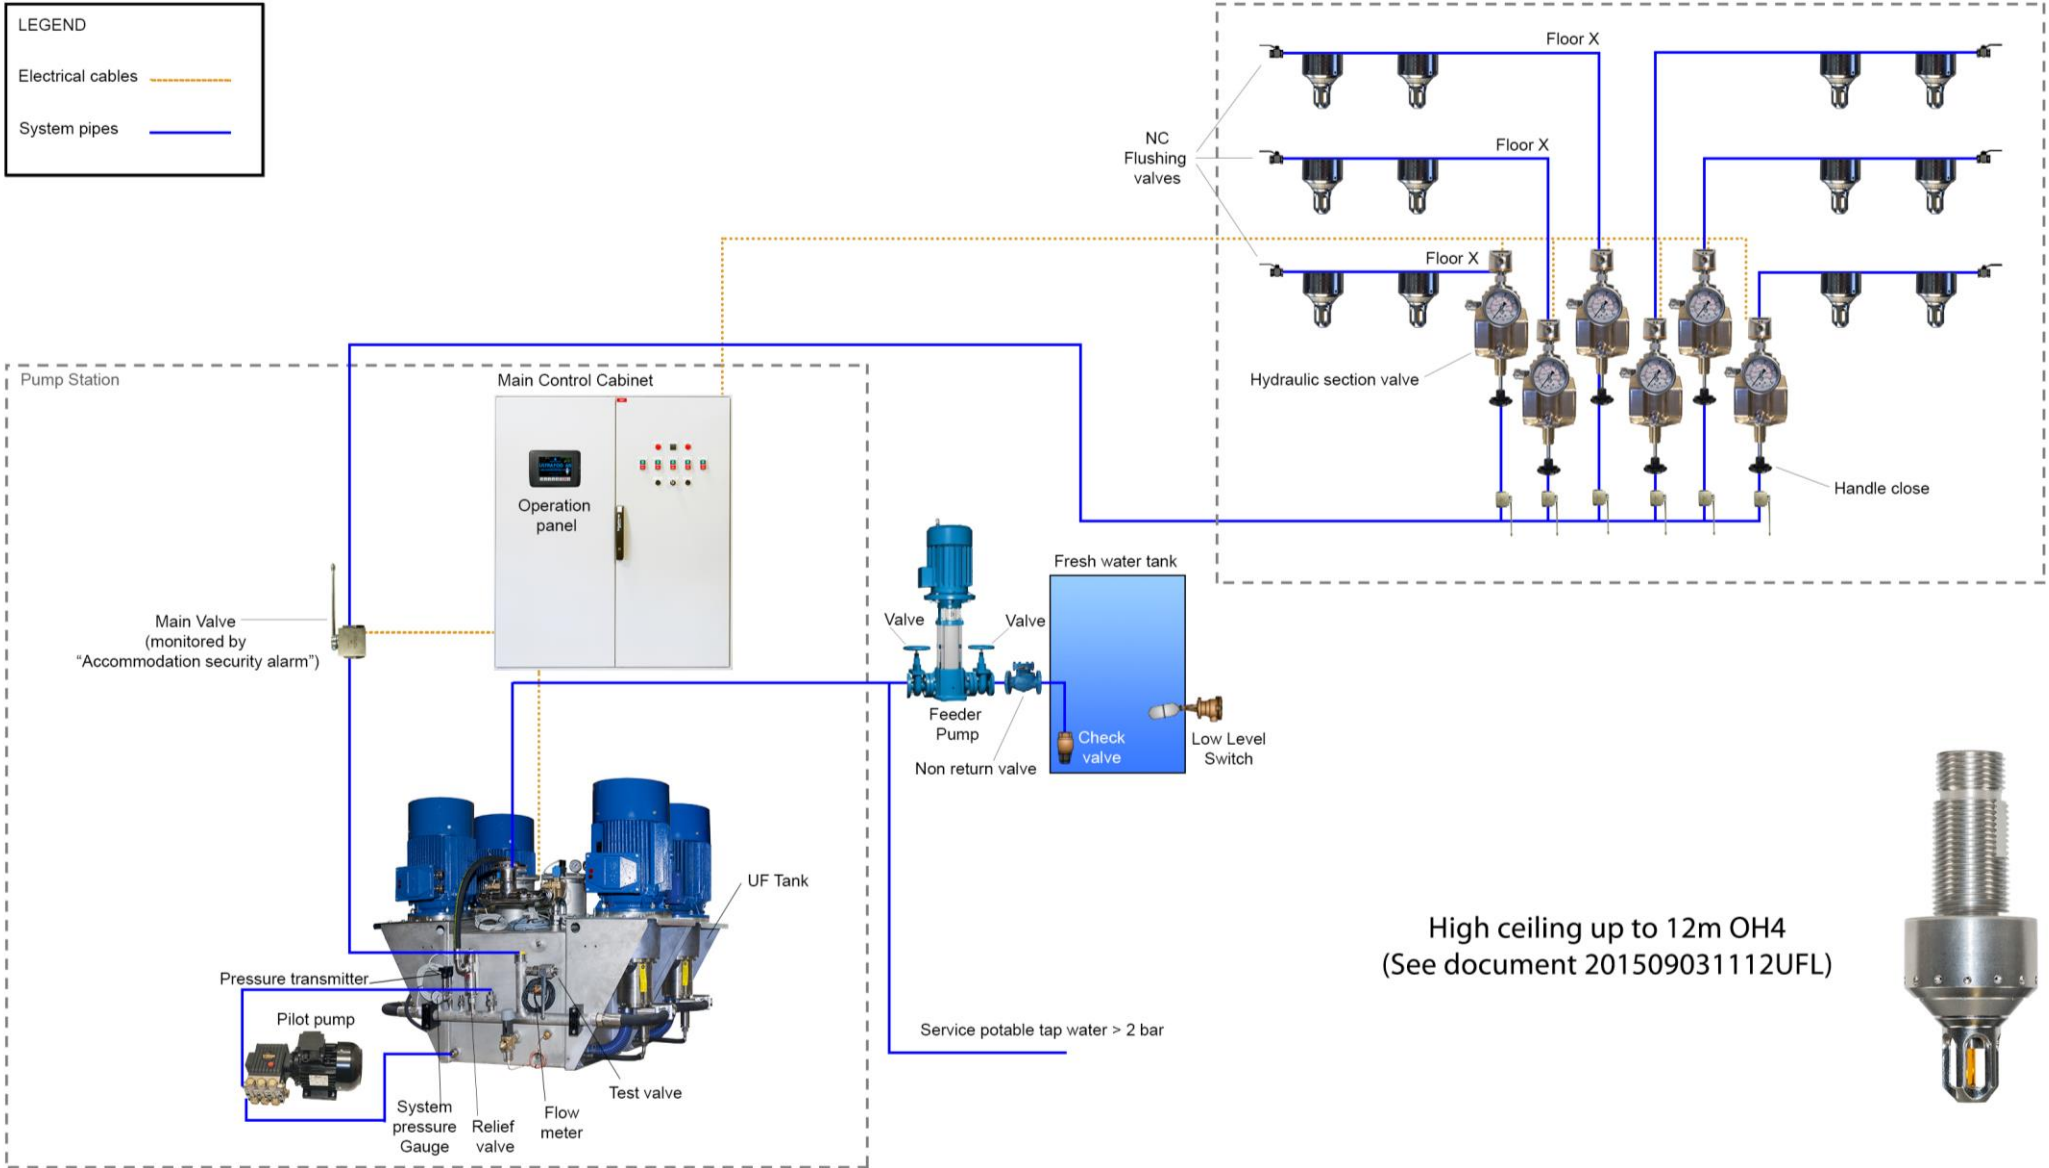 LEGEND
Electrical cables
System pipes
Floor X
NC
Flushing
valves
Floor X
Floor X
Hydraulic section valve
Handle close
Pump Station
Main Control Cabinet
Operation
panel
Main Valve
(monitored by
“Accommodation security alarm”)
Fresh water tank
Valve
Valve
Feeder
Pump
Non return valve
Check
valve
Low Level
Switch
UF Tank
Pressure transmitter
Pilot pump
System
pressure
Gauge
Relief
valve
Flow
meter
Test valve
Service potable tap water > 2 bar
High ceiling up to 12m OH4
(See document 201509031112UFL)